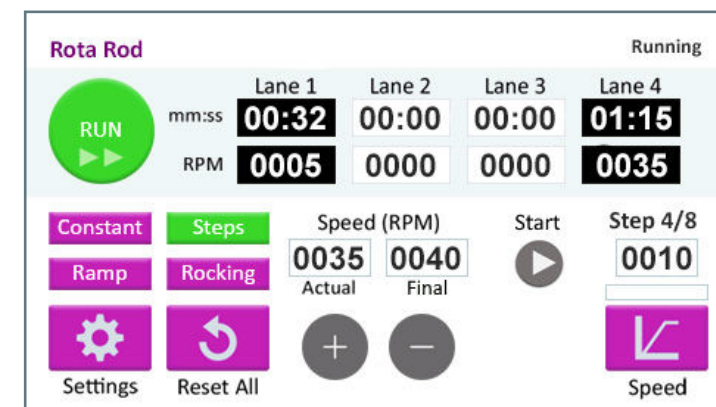 Rota Rod Running
Lane 1 Lane 2 Lane 3 Lane 4
RUN
mm:ss 00:32 00:00 00:00 01:15
RPM 0005 0000 0000 0035
Constant Steps Speed (RPM) Start Step 4/8
0035 0040 0010
Ramp Rocking Actual Final
Settings Reset All Speed